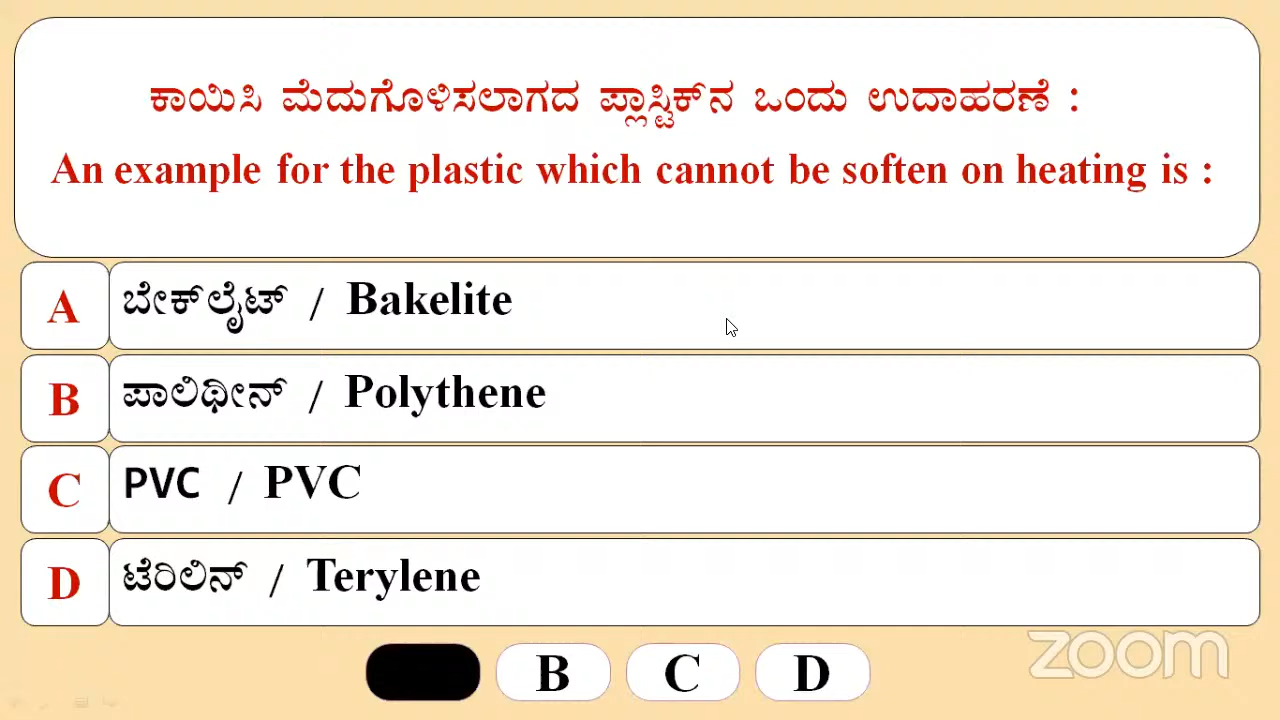 ಕಾಯಿಸಿ ಮೆದುಗೊಳಿಸಲಾಗದ ಪ್ಲಾಸ್ಟಿಕ್‌ನ ಒಂದು ಉದಾಹರಣೆ :
An example for the plastic which cannot be soften on heating is :
A ಬೇಕ್‌ಲೈಟ್ / Bakelite
B ಪಾಲಿಥೀನ್ / Polythene
C PVC / PVC
D ಟೆರಿಲಿನ್ / Terylene
B C D
zoom